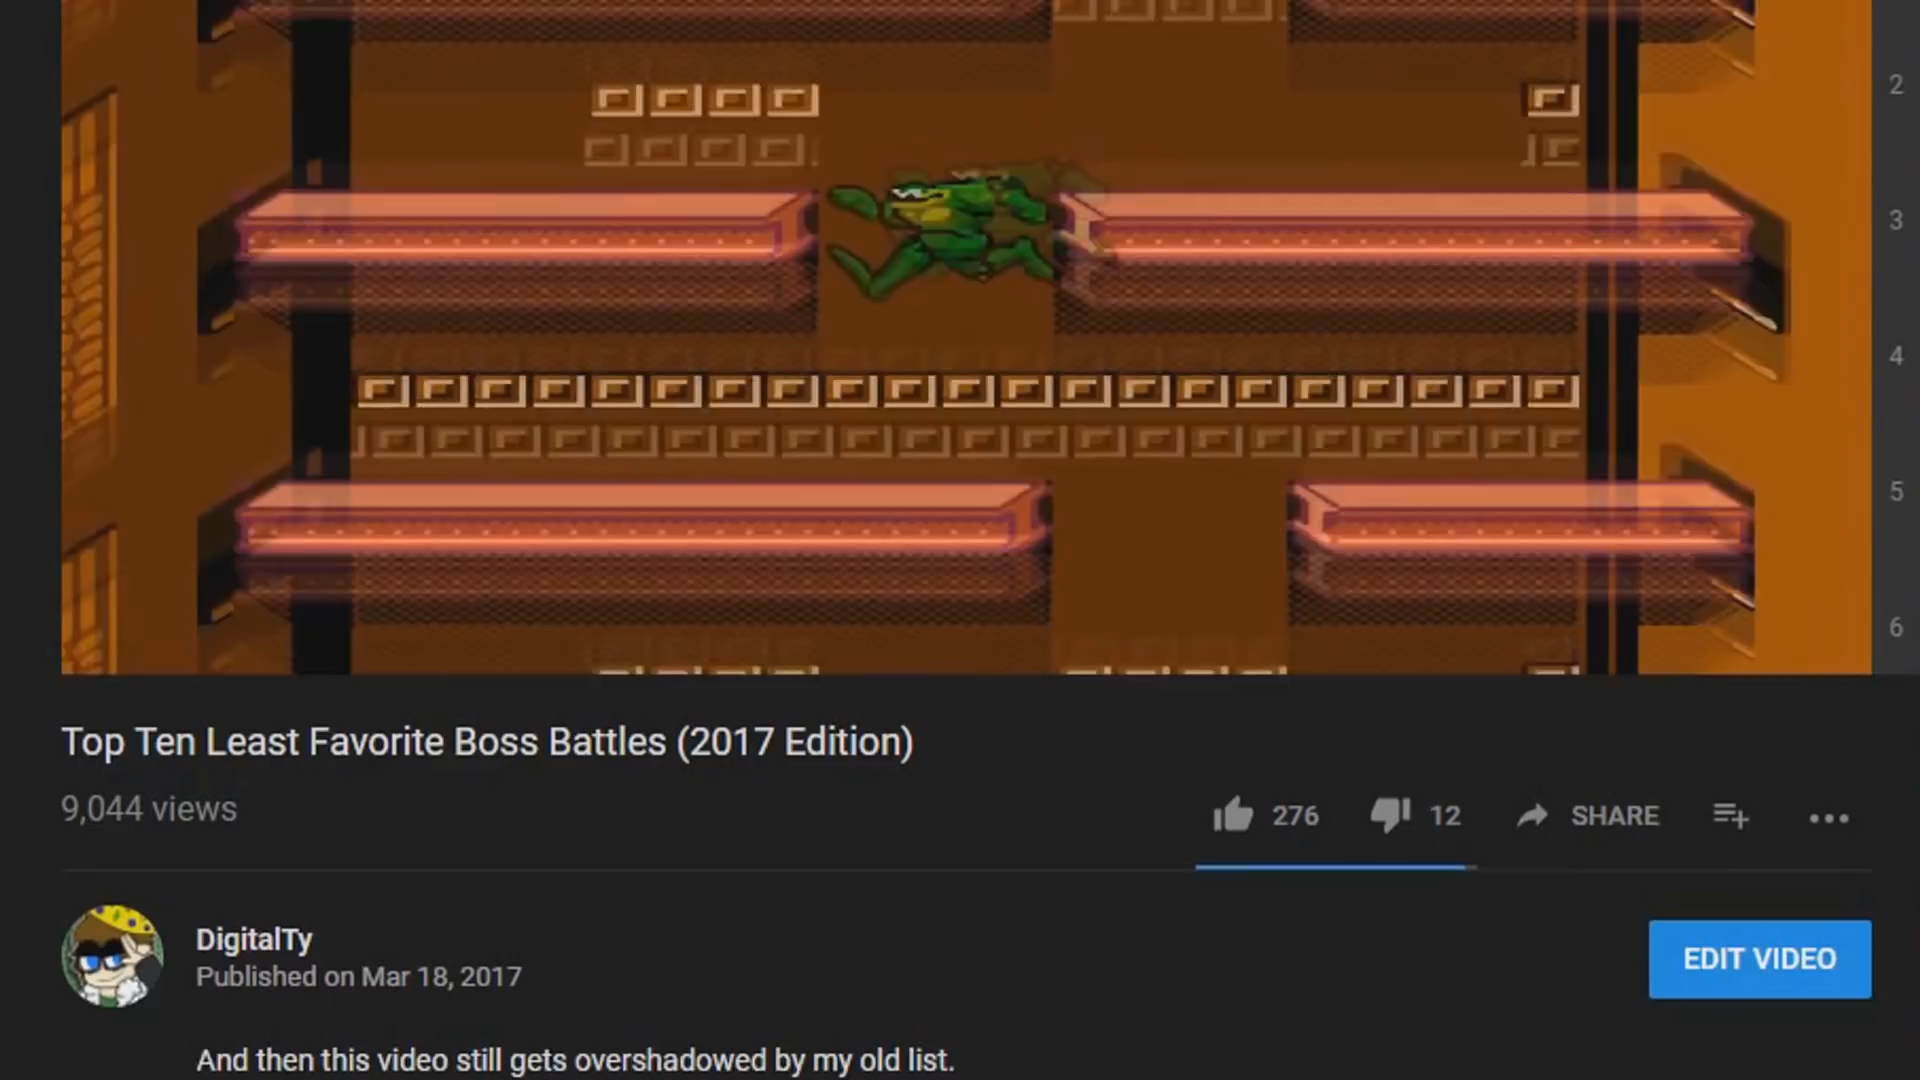 2
3
4
5
6
Top Ten Least Favorite Boss Battles (2017 Edition)
9,044 views
276 12 SHARE
DigitalTy
Published on Mar 18, 2017
EDIT VIDEO
And then this video still gets overshadowed by my old list.